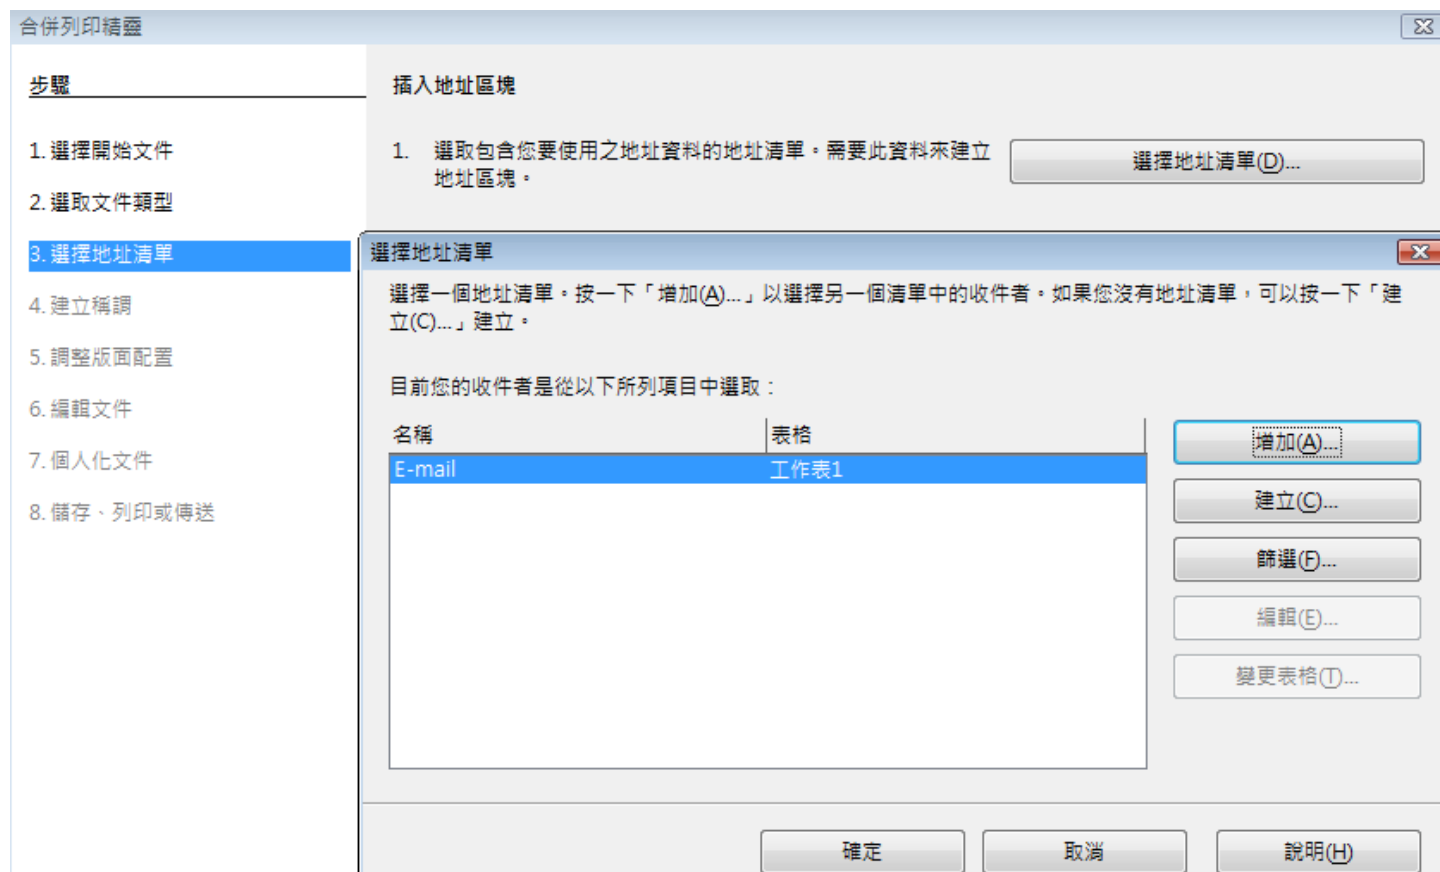 合併列印精靈
步驟
1. 選擇開始文件
2. 選取文件類型
3. 選擇地址清單
4. 建立稱謂
5. 調整版面配置
6. 編輯文件
7. 個人化文件
8. 儲存、列印或傳送
插入地址區塊
1. 選取包含您要使用之地址資料的地址清單。需要此資料來建立
地址區塊。
選擇地址清單(D)...
選擇地址清單
選擇一個地址清單。按一下「增加(A)...」以選擇另一個清單中的收件者。如果您沒有地址清單，可以按一下「建
立(C)...」建立。
目前您的收件者是從以下所列項目中選取：
名稱 表格
E-mail 工作表1
增加(A)...
建立(C)...
篩選(F)...
編輯(E)...
變更表格(T)...
確定 取消 說明(H)